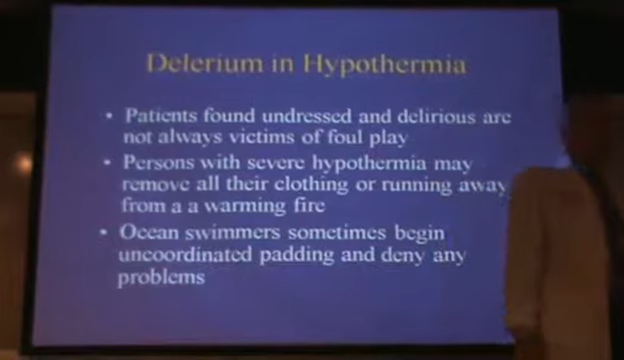 Delerium in Hypothermia
• Patients found undressed and delirious are
not always victims of foul play
• Persons with severe hypothermia may
remove all their clothing or running away
from a a warming fire
• Ocean swimmers sometimes begin
uncoordinated padding and deny any
problems